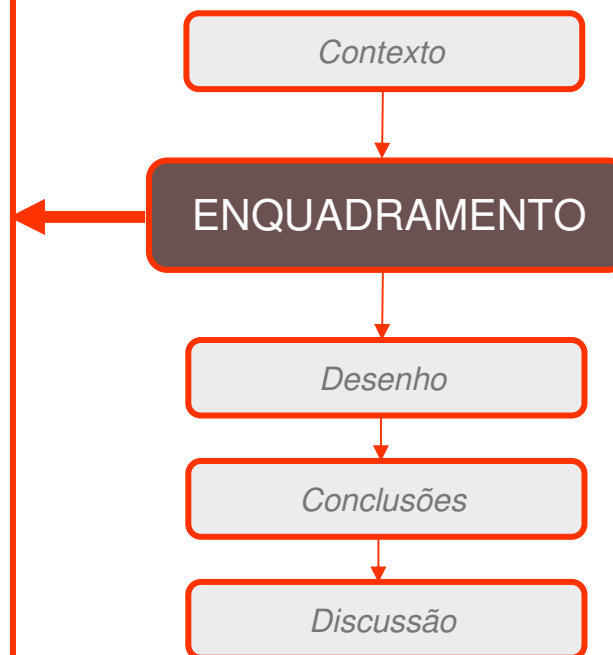 Contexto
ENQUADRAMENTO
Desenho
Conclusões
Discussão